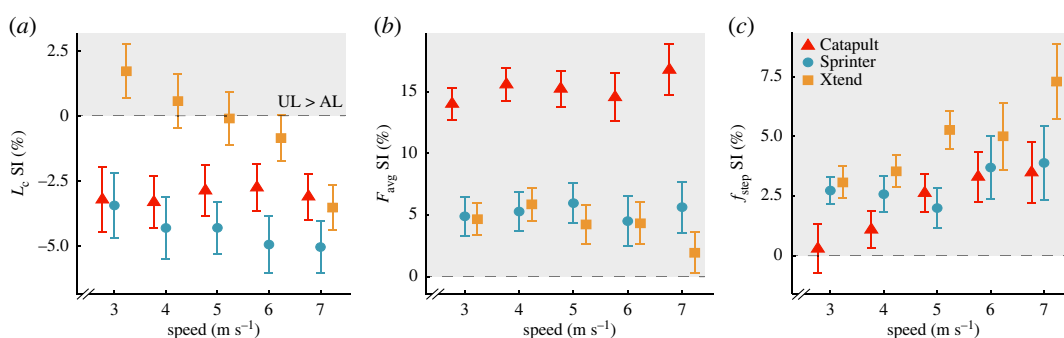 (a)
L_c SI (%)
2.5
0
−2.5
−5.0
UL > AL
3 4 5 6 7
speed (m s⁻¹)
(b)
F_avg SI (%)
15
10
5
0
3 4 5 6 7
speed (m s⁻¹)
(c)
f_step SI (%)
7.5
5.0
2.5
0
Catapult
Sprinter
Xtend
3 4 5 6 7
speed (m s⁻¹)